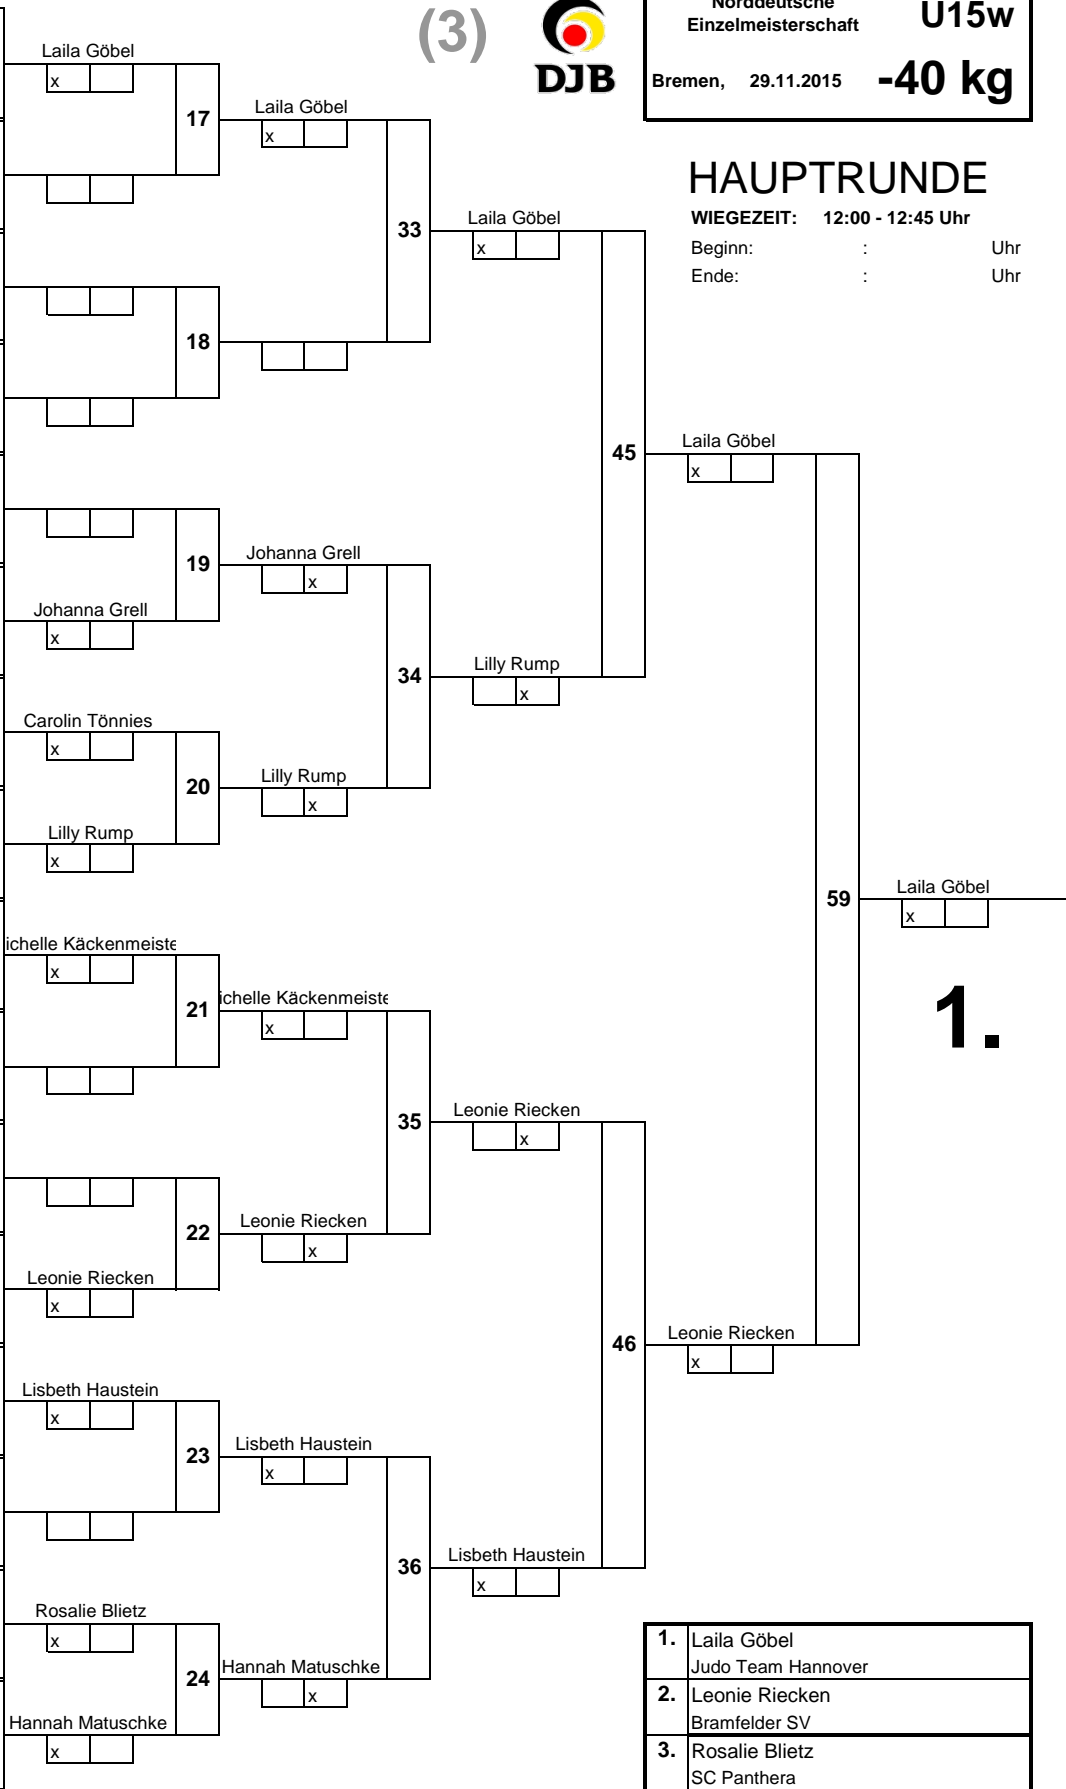 (3)
DJB
Norddeutsche
Einzelmeisterschaft
U15w
Bremen, 29.11.2015
-40 kg
HAUPTRUNDE
WIEGEZEIT: 12:00 - 12:45 Uhr
Beginn: : Uhr
Ende: : Uhr
Laila Göbel
x
17
Laila Göbel
x
33
Laila Göbel
x
18
45
Laila Göbel
x
19
Johanna Grell
x
Johanna Grell
x
34
Lilly Rump
x
Carolin Tönnies
x
20
Lilly Rump
x
Lilly Rump
x
59
Laila Göbel
x
1.
ichelle Käckenmeiste
x
21
ichelle Käckenmeiste
x
35
Leonie Riecken
x
22
Leonie Riecken
x
Leonie Riecken
x
46
Leonie Riecken
x
Lisbeth Haustein
x
23
Lisbeth Haustein
x
36
Lisbeth Haustein
x
Rosalie Blietz
x
24
Hannah Matuschke
x
Hannah Matuschke
x
1. Laila Göbel
Judo Team Hannover
2. Leonie Riecken
Bramfelder SV
3. Rosalie Blietz
SC Panthera